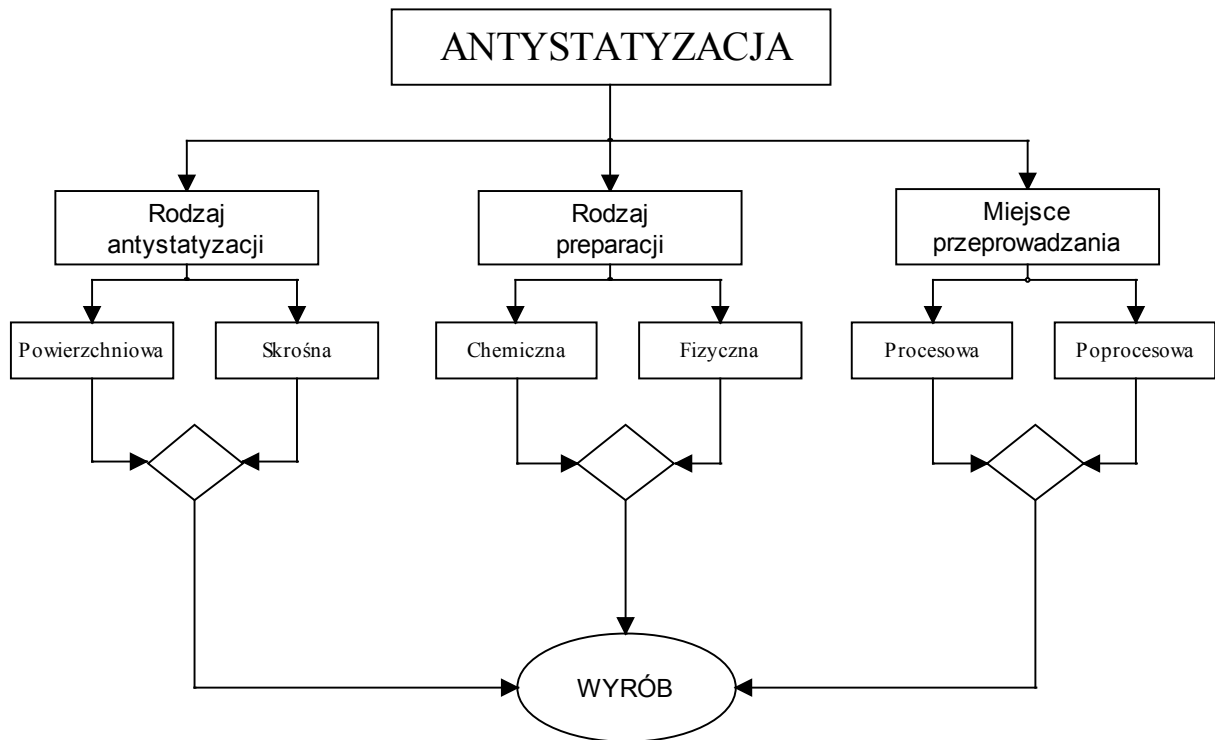 ANTYSTATYZACJA
Rodzaj
antystatyzacji
Rodzaj
preparacji
Miejsce
przeprowadzania
Powierzchniowa
Skrośna
Chemiczna
Fizyczna
Procesowa
Poprocesowa
WYRÓB